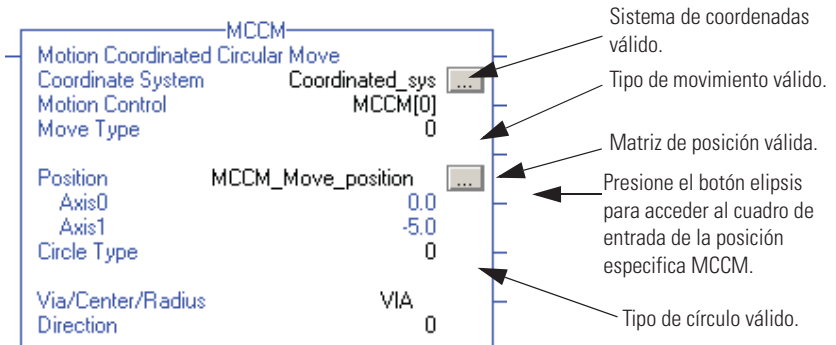 MCCM
Motion Coordinated Circular Move
Coordinate System Coordinated_sys ...
Motion Control MCCM[0]
Move Type 0
Position MCCM_Move_position ...
Axis0 0.0
Axis1 -5.0
Circle Type 0
Via/Center/Radius VIA
Direction 0
Sistema de coordenadas
válido.
Tipo de movimiento válido.
Matriz de posición válida.
Presione el botón elipsis
para acceder al cuadro de
entrada de la posición
especifica MCCM.
Tipo de círculo válido.